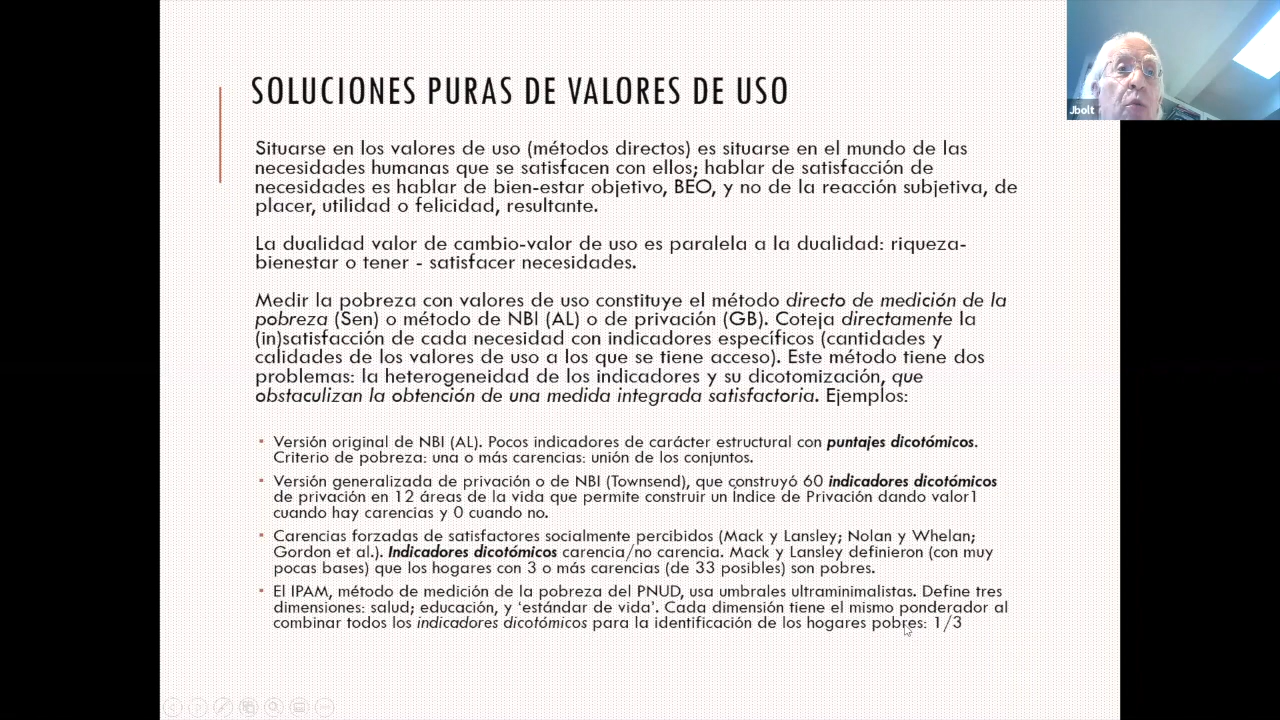 SOLUCIONES PURAS DE VALORES DE USO
Jbolt
Situarse en los valores de uso (métodos directos) es situarse en el mundo de las
necesidades humanas que se satisfacen con ellos; hablar de satisfacción de
necesidades es hablar de bien-estar objetivo, BEO, y no de la reacción subjetiva, de
placer, utilidad o felicidad, resultante.
La dualidad valor de cambio-valor de uso es paralela a la dualidad: riqueza-
bienestar o tener - satisfacer necesidades.
Medir la pobreza con valores de uso constituye el método directo de medición de la
pobreza (Sen) o método de NBI (AL) o de privación (GB). Coteja directamente la
(in)satisfacción de cada necesidad con indicadores específicos (cantidades y
calidades de los valores de uso a los que se tiene acceso). Este método tiene dos
problemas: la heterogeneidad de los indicadores y su dicotomización, que
obstaculizan la obtención de una medida integrada satisfactoria. Ejemplos:
▪ Versión original de NBI (AL). Pocos indicadores de carácter estructural con puntajes dicotómicos.
Criterio de pobreza: una o más carencias: unión de los conjuntos.
▪ Versión generalizada de privación o de NBI (Townsend), que construyó 60 indicadores dicotómicos
de privación en 12 áreas de la vida que permite construir un Índice de Privación dando valor1
cuando hay carencias y 0 cuando no.
▪ Carencias forzadas de satisfactores socialmente percibidos (Mack y Lansley; Nolan y Whelan;
Gordon et al.). Indicadores dicotómicos carencia/no carencia. Mack y Lansley definieron (con muy
pocas bases) que los hogares con 3 o más carencias (de 33 posibles) son pobres.
▪ El IPAM, método de medición de la pobreza del PNUD, usa umbrales ultraminimalistas. Define tres
dimensiones: salud; educación, y ‘estándar de vida’. Cada dimensión tiene el mismo ponderador al
combinar todos los indicadores dicotómicos para la identificación de los hogares pobres: 1/3